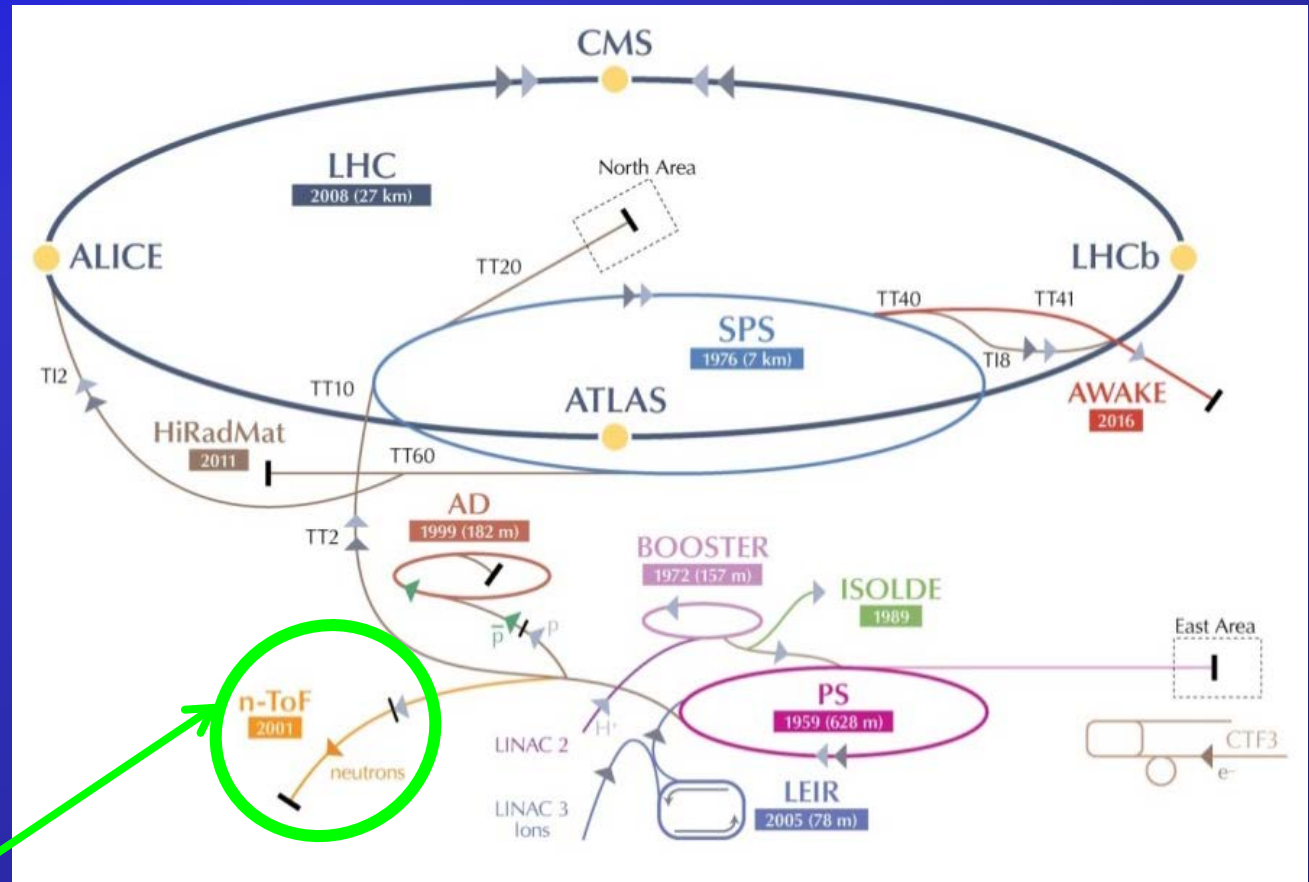 CMS
LHC
2008 (27 km)
North Area
ALICE
TT20
LHCb
TT40
TT41
SPS
1976 (7 km)
TI8
TI2
TT10
ATLAS
AWAKE
2016
HiRadMat
2011
TT60
AD
1999 (182 m)
TT2
BOOSTER
1972 (157 m)
ISOLDE
1989
p̅
p
East Area
n-ToF
2001
PS
1959 (628 m)
H⁺
LINAC 2
neutrons
CTF3
e⁻
LEIR
2005 (78 m)
LINAC 3
Ions